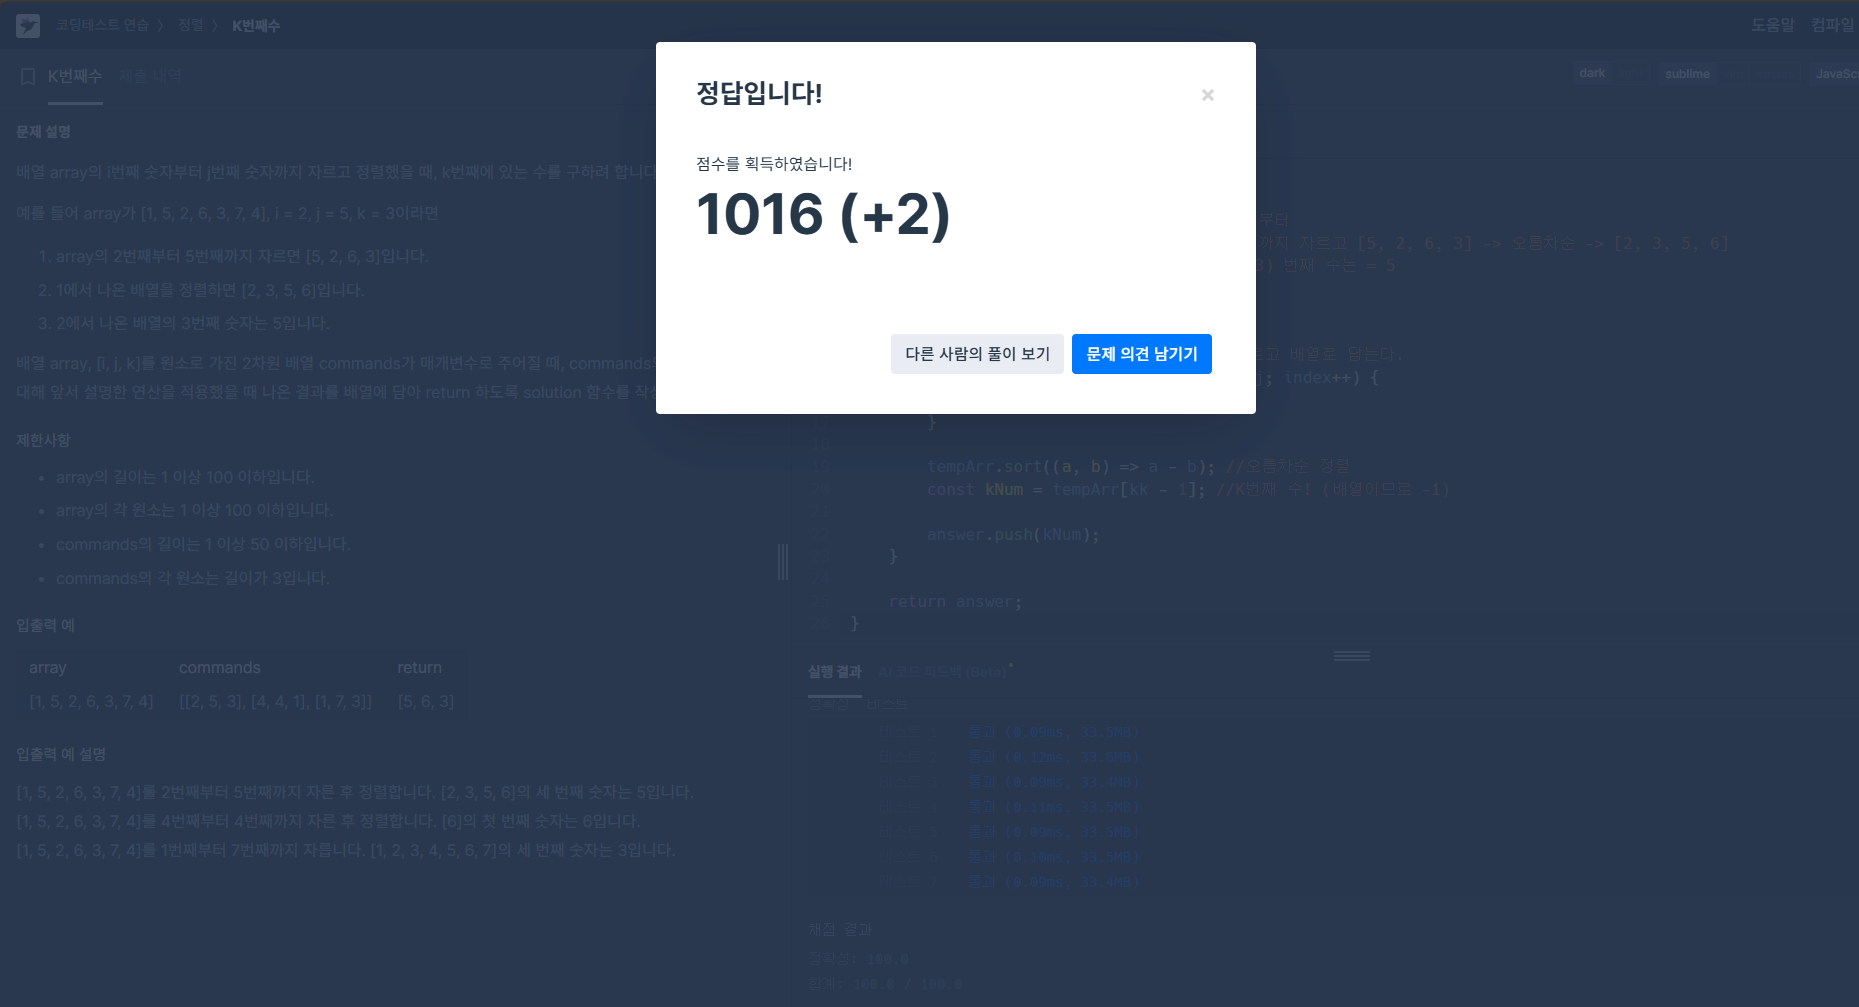 코딩테스트 연습 〉 정렬 〉 K번째수
도움말 컴파일
K번째수 제출 내역
dark
sublime
JavaSc
문제 설명
배열 array의 i번째 숫자부터 j번째 숫자까지 자르고 정렬했을 때, k번째에 있는 수를 구하려 합니다
예를 들어 array가 [1, 5, 2, 6, 3, 7, 4], i = 2, j = 5, k = 3이라면
1. array의 2번째부터 5번째까지 자르면 [5, 2, 6, 3]입니다.
2. 1에서 나온 배열을 정렬하면 [2, 3, 5, 6]입니다.
3. 2에서 나온 배열의 3번째 숫자는 5입니다.
배열 array, [i, j, k]를 원소로 가진 2차원 배열 commands가 매개변수로 주어질 때, commands의
대해 앞서 설명한 연산을 적용했을 때 나온 결과를 배열에 담아 return 하도록 solution 함수를 작성
제한사항
array의 길이는 1 이상 100 이하입니다.
array의 각 원소는 1 이상 100 이하입니다.
commands의 길이는 1 이상 50 이하입니다.
commands의 각 원소는 길이가 3입니다.
입출력 예
array commands return
[1, 5, 2, 6, 3, 7, 4] [[2, 5, 3], [4, 4, 1], [1, 7, 3]] [5, 6, 3]
입출력 예 설명
[1, 5, 2, 6, 3, 7, 4]를 2번째부터 5번째까지 자른 후 정렬합니다. [2, 3, 5, 6]의 세 번째 숫자는 5입니다.
[1, 5, 2, 6, 3, 7, 4]를 4번째부터 4번째까지 자른 후 정렬합니다. [6]의 첫 번째 숫자는 6입니다.
[1, 5, 2, 6, 3, 7, 4]를 1번째부터 7번째까지 자릅니다. [1, 2, 3, 4, 5, 6, 7]의 세 번째 숫자는 3입니다.
정답입니다!
×
점수를 획득하였습니다!
1016 (+2)
다른 사람의 풀이 보기
문제 의견 남기기
부터
까지 자르고 [5, 2, 6, 3] -> 오름차순 -> [2, 3, 5, 6]
3) 번째 수는 = 5
르고 배열로 담는다.
j; index++) {
}
tempArr.sort((a, b) => a - b); //오름차순 정렬
const kNum = tempArr[kk - 1]; //K번째 수! (배열이므로 -1)
answer.push(kNum);
}
return answer;
}
실행 결과 AI 코드 피드백 (Beta)
정확성 테스트
테스트 1 통과 (0.08ms, 33.5MB)
테스트 2 통과 (0.12ms, 33.6MB)
테스트 3 통과 (0.09ms, 33.4MB)
테스트 4 통과 (0.11ms, 33.5MB)
테스트 5 통과 (0.09ms, 33.5MB)
테스트 6 통과 (0.10ms, 33.5MB)
테스트 7 통과 (0.09ms, 33.4MB)
채점 결과
정확성: 100.0
합계: 100.0 / 100.0